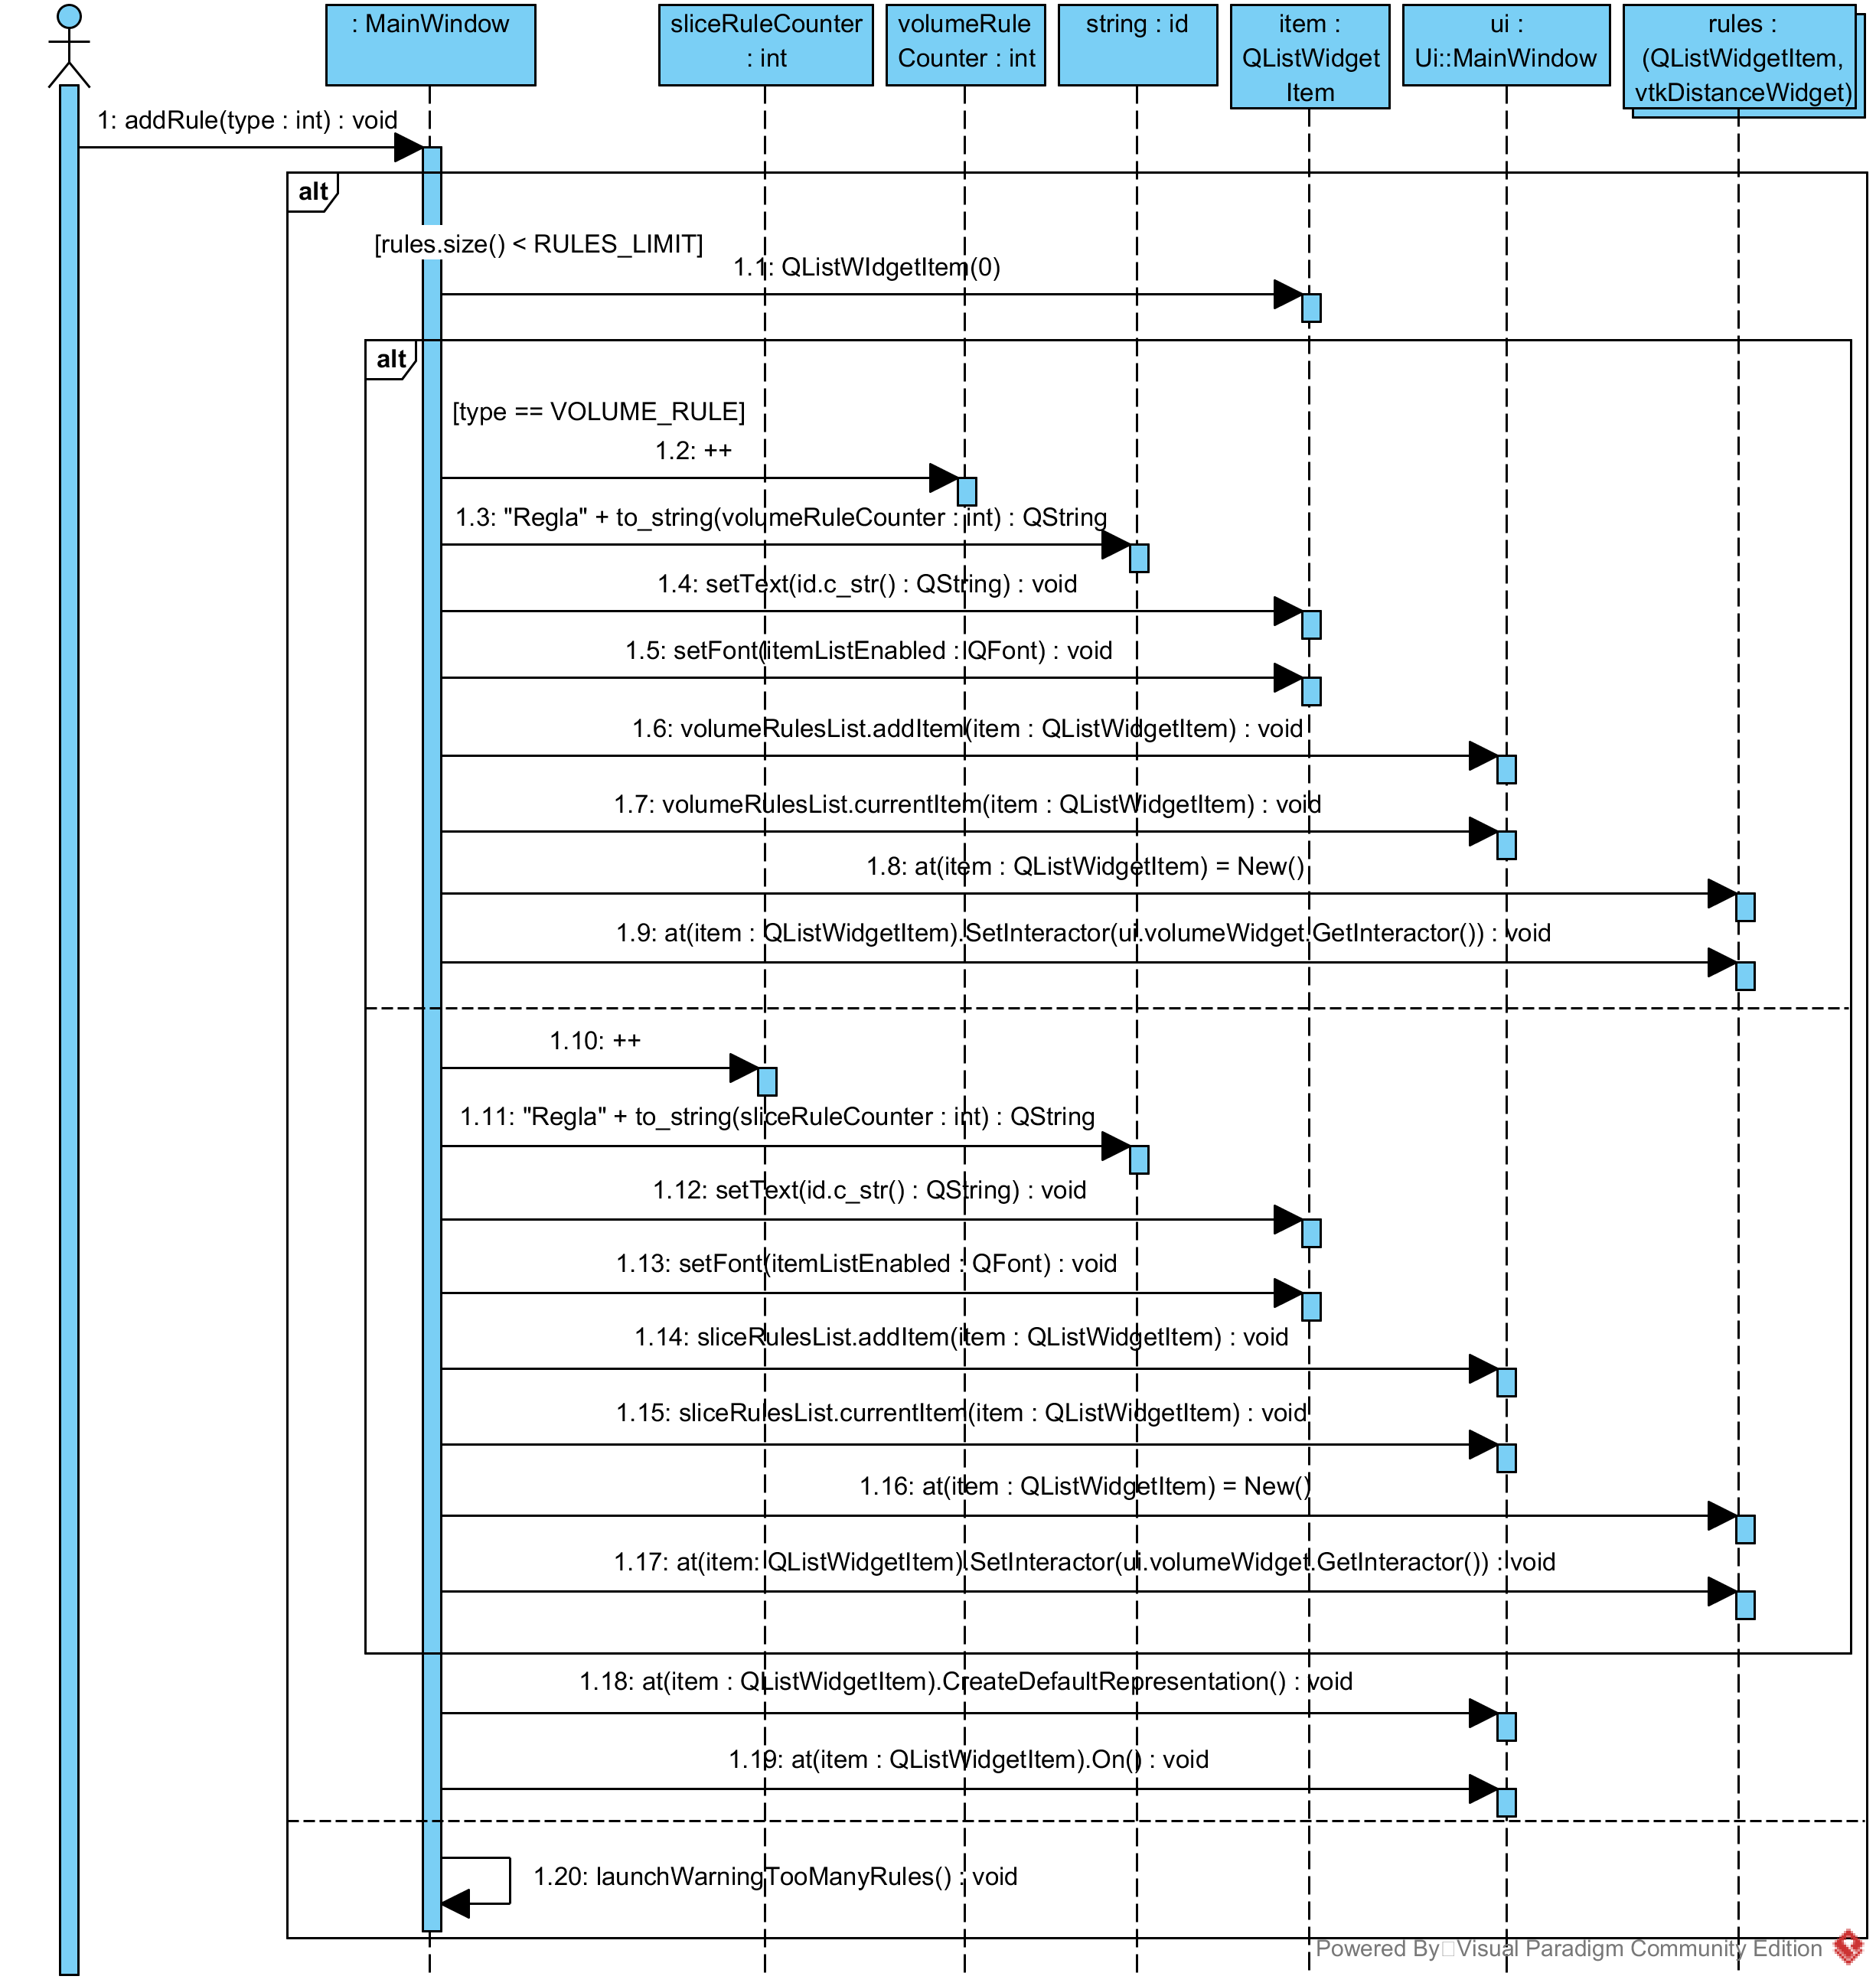 : MainWindow
sliceRuleCounter
: int
volumeRule
Counter : int
string : id
item :
QListWidget
Item
ui :
Ui::MainWindow
rules :
(QListWidgetItem,
vtkDistanceWidget)
1: addRule(type : int) : void
alt
[rules.size() < RULES_LIMIT]
1.1: QListWIdgetItem(0)
alt
[type == VOLUME_RULE]
1.2: ++
1.3: "Regla" + to_string(volumeRuleCounter : int) : QString
1.4: setText(id.c_str() : QString) : void
1.5: setFont(itemListEnabled : QFont) : void
1.6: volumeRulesList.addItem(item : QListWidgetItem) : void
1.7: volumeRulesList.currentItem(item : QListWidgetItem) : void
1.8: at(item : QListWidgetItem) = New()
1.9: at(item : QListWidgetItem).SetInteractor(ui.volumeWidget.GetInteractor()) : void
1.10: ++
1.11: "Regla" + to_string(sliceRuleCounter : int) : QString
1.12: setText(id.c_str() : QString) : void
1.13: setFont(itemListEnabled : QFont) : void
1.14: sliceRulesList.addItem(item : QListWidgetItem) : void
1.15: sliceRulesList.currentItem(item : QListWidgetItem) : void
1.16: at(item : QListWidgetItem) = New()
1.17: at(item: QListWidgetItem).SetInteractor(ui.volumeWidget.GetInteractor()) : void
1.18: at(item : QListWidgetItem).CreateDefaultRepresentation() : void
1.19: at(item : QListWidgetItem).On() : void
1.20: launchWarningTooManyRules() : void
Powered By Visual Paradigm Community Edition